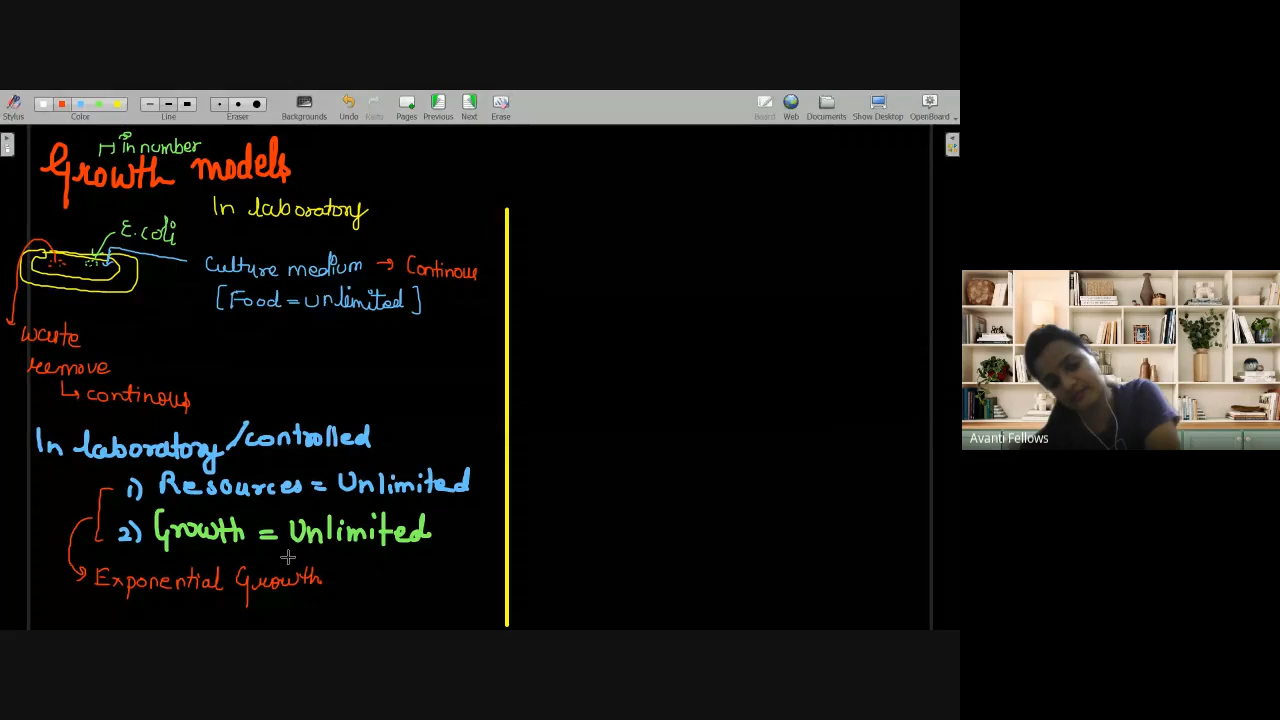 Stylus
Color
Line
Eraser
Backgrounds
Undo
Redo
Pages
Previous
Next
Erase
Board
Web
Documents
Show Desktop
OpenBoard
in number
Growth models
In laboratory
E.coli
Culture medium → Continous
[Food = unlimited]
waste
remove
↳ continous
In laboratory/controlled
1) Resources = Unlimited
2) Growth = Unlimited
Exponential Growth
Avanti Fellows